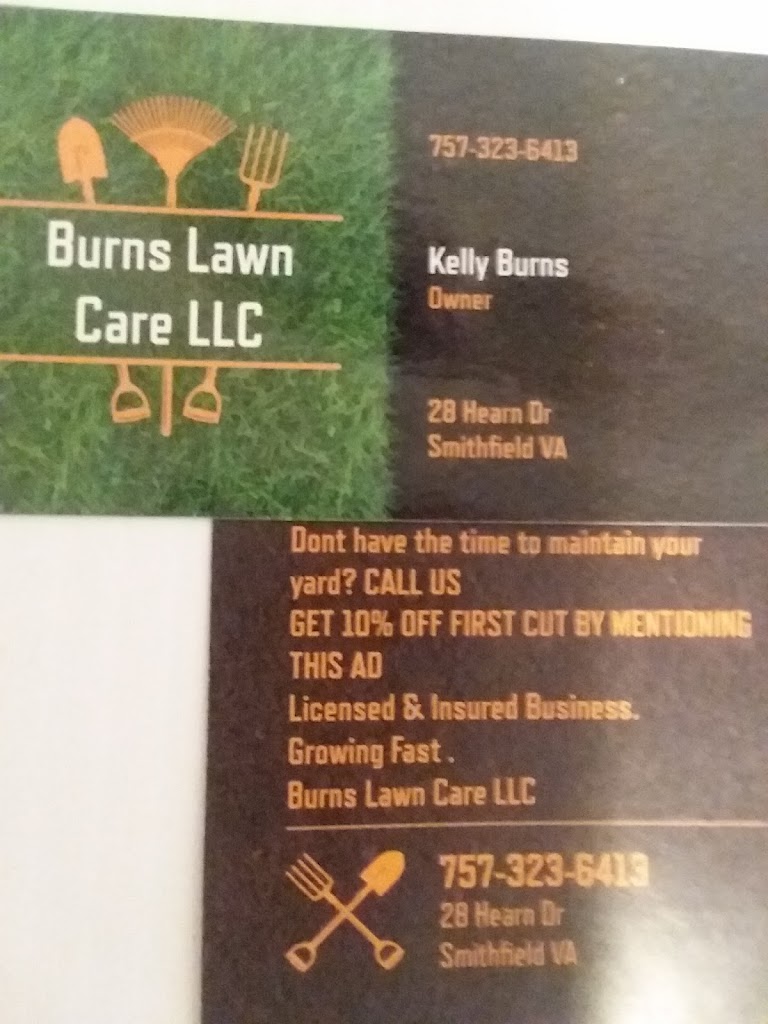 Burns Lawn
Care LLC
757-323-6413
Kelly Burns
Owner
28 Hearn Dr
Smithfield VA
Dont have the time to maintain your
yard? CALL US
GET 10% OFF FIRST CUT BY MENTIONING
THIS AD
Licensed & Insured Business.
Growing Fast .
Burns Lawn Care LLC
757-323-6413
28 Hearn Dr
Smithfield VA